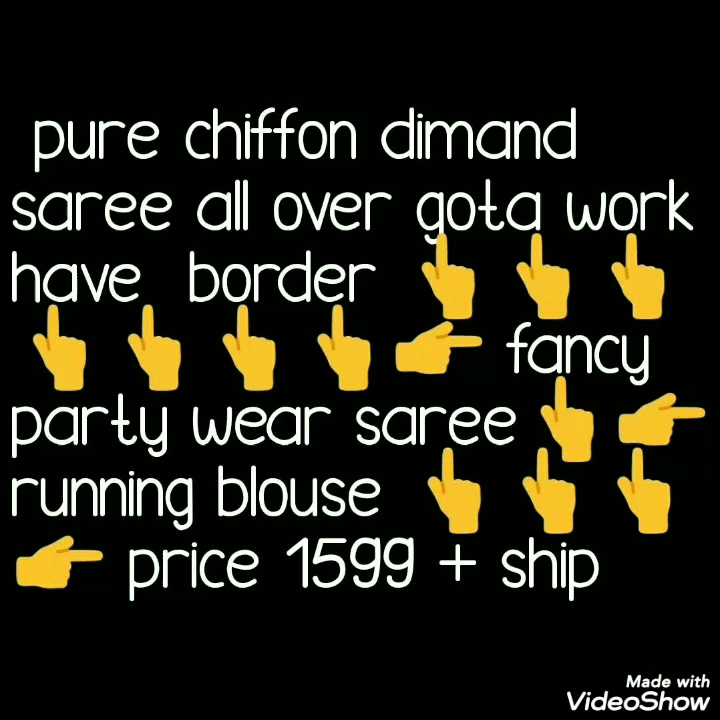 pure chiffon dimand
saree all over gota work
have border 👆 👆 👆
👆 👆 👆 👆 👉 fancy
party wear saree 👆 👉
running blouse 👆 👆 👆
👉 price 1599 + ship
Made with
VideoShow